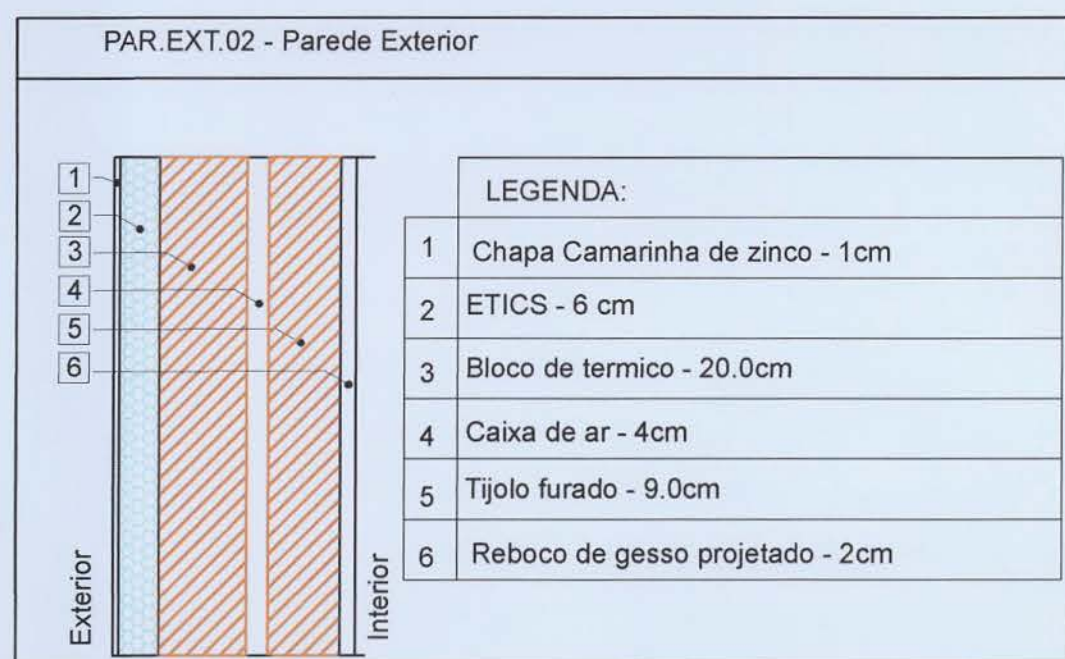 PAR.EXT.02 - Parede Exterior
1
2
3
4
5
6
Exterior
Interior
LEGENDA:
1 Chapa Camarinha de zinco - 1cm
2 ETICS - 6 cm
3 Bloco de termico - 20.0cm
4 Caixa de ar - 4cm
5 Tijolo furado - 9.0cm
6 Reboco de gesso projetado - 2cm